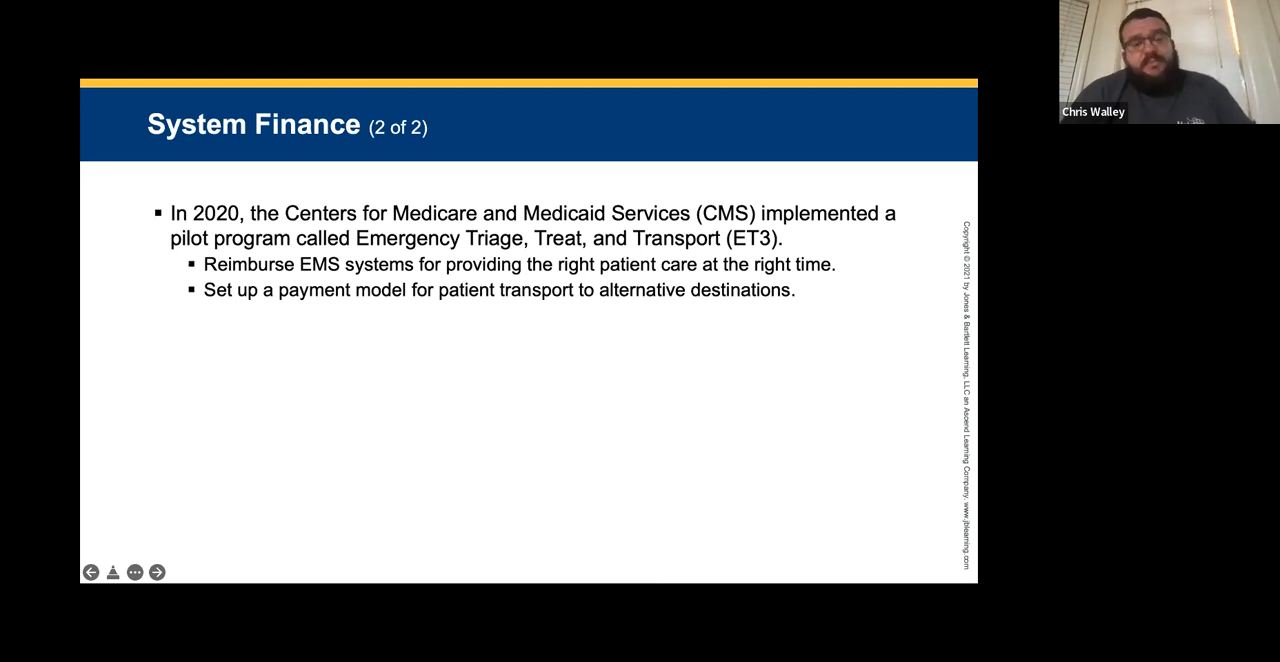 System Finance (2 of 2)
▪ In 2020, the Centers for Medicare and Medicaid Services (CMS) implemented a
pilot program called Emergency Triage, Treat, and Transport (ET3).
▪ Reimburse EMS systems for providing the right patient care at the right time.
▪ Set up a payment model for patient transport to alternative destinations.
Copyright © 2021 by Jones & Bartlett Learning, LLC an Ascend Learning Company. www.jblearning.com
Chris Walley